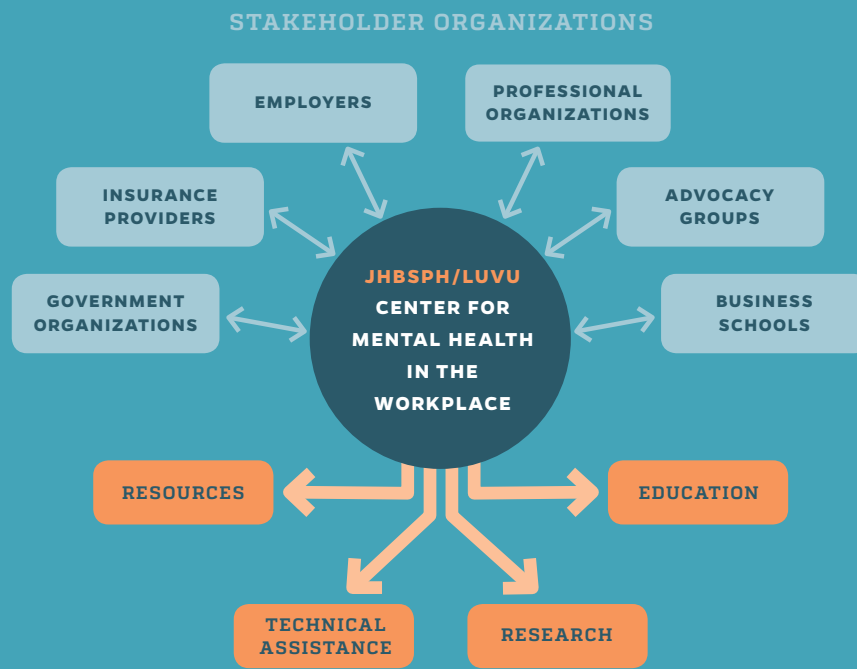 STAKEHOLDER ORGANIZATIONS
EMPLOYERS
PROFESSIONAL
ORGANIZATIONS
INSURANCE
PROVIDERS
ADVOCACY
GROUPS
GOVERNMENT
ORGANIZATIONS
BUSINESS
SCHOOLS
JHBSPH/LUVU
CENTER FOR
MENTAL HEALTH
IN THE
WORKPLACE
RESOURCES
EDUCATION
TECHNICAL
ASSISTANCE
RESEARCH